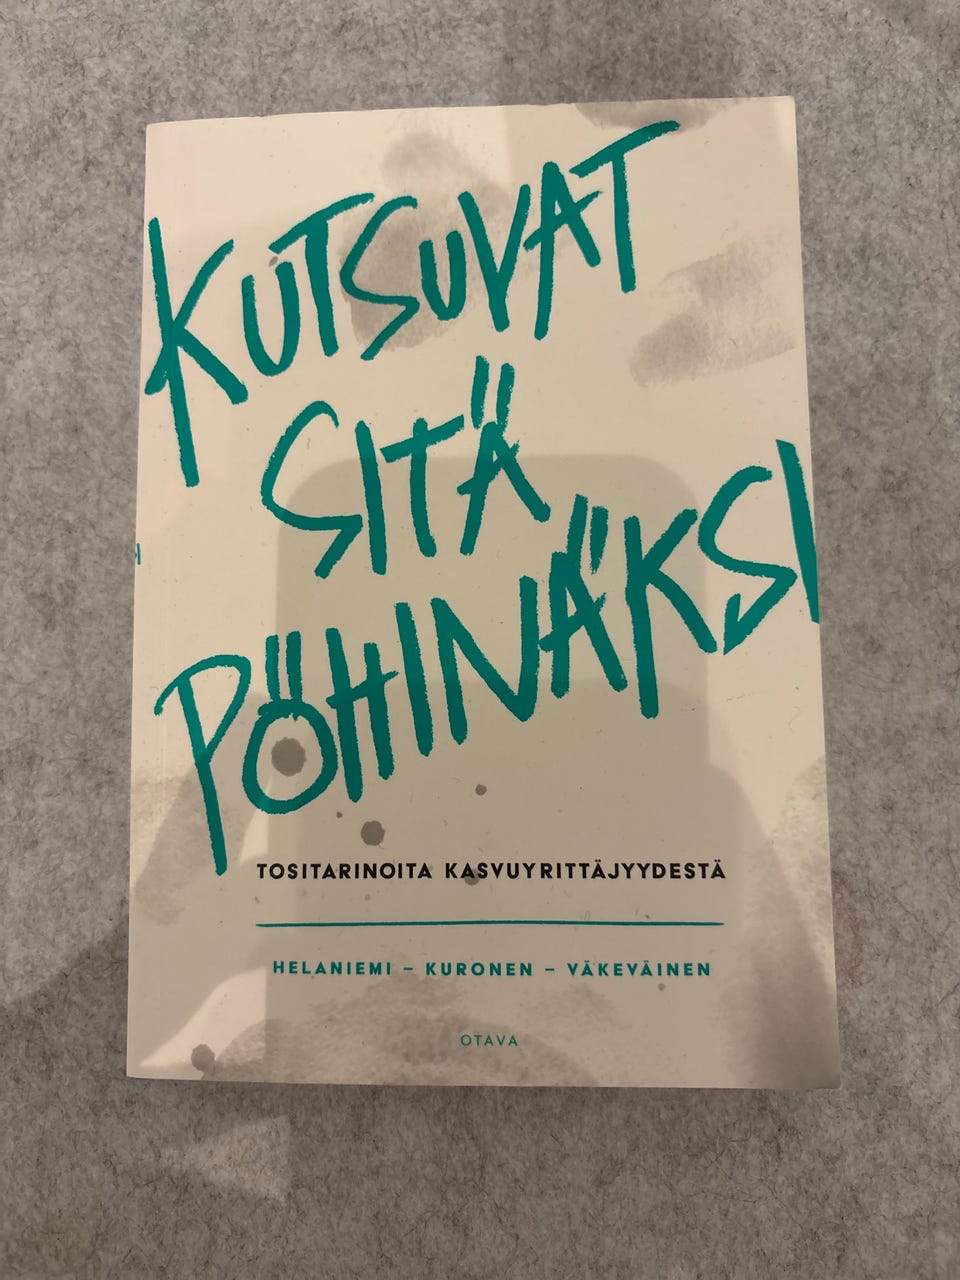 KUTSUVAT
SITÄ
PÖHINÄKSI
TOSITARINOITA KASVUYRITTÄJYYDESTÄ
HELANIEMI – KURONEN – VÄKEVÄINEN
OTAVA